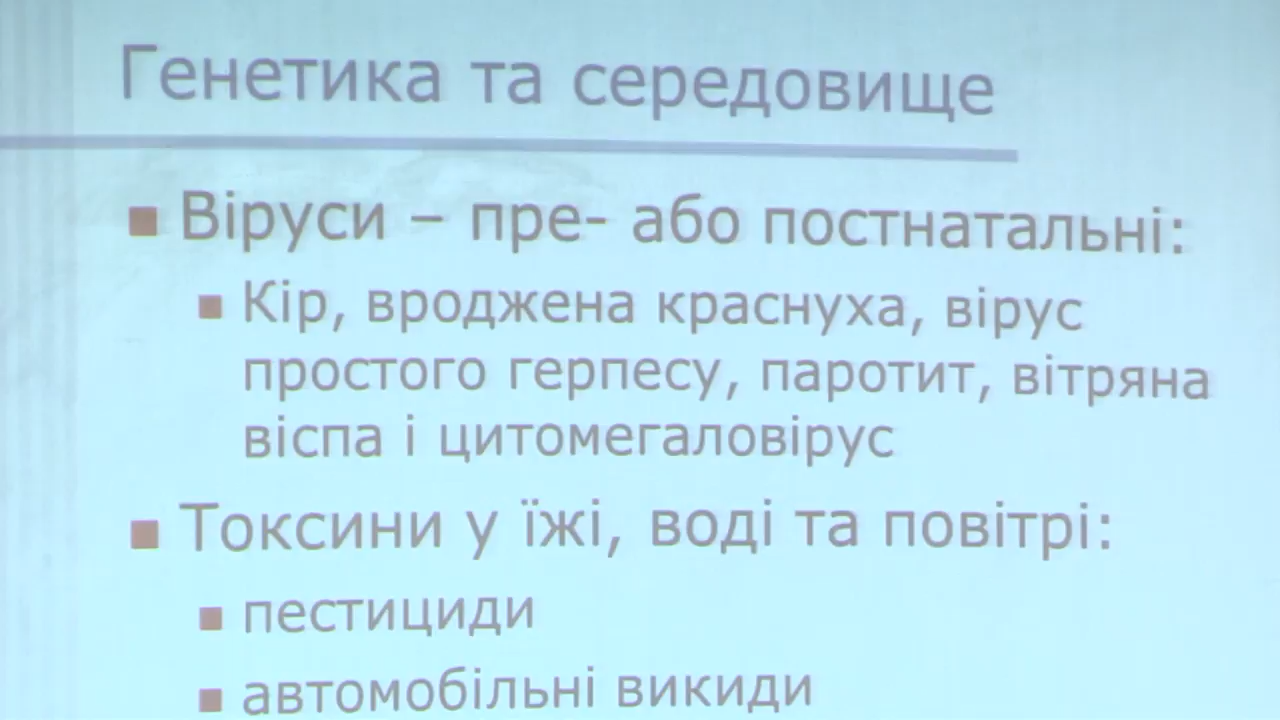 Генетика та середовище
▪ Віруси – пре- або постнатальні:
▪ Кір, вроджена краснуха, вірус
простого герпесу, паротит, вітряна
віспа і цитомегаловірус
▪ Токсини у їжі, воді та повітрі:
▪ пестициди
▪ автомобільні викиди